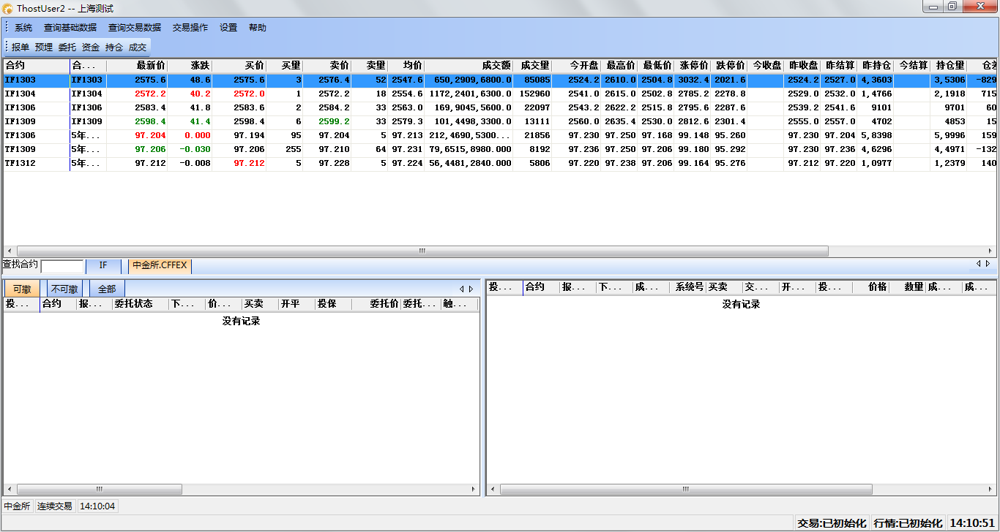 ThostUser2 -- 上海测试
系统 查询基础数据 查询交易数据 交易操作 设置 帮助
报单 预埋 委托 资金 持仓 成交
合约 合... 最新价 涨跌 买价 买量 卖价 卖量 均价 成交额 成交量 今开盘 最高价 最低价 涨停价 跌停价 今收盘 昨收盘 昨结算 昨持仓 今结算 持仓量 仓差
IF1303 IF1303 2575.6 48.6 2575.6 3 2576.4 52 2547.6 650,2909,6800.0 85085 2524.2 2610.0 2504.8 3032.4 2021.6 2524.2 2527.0 4,3603 3,5306 -829
IF1304 IF1304 2572.2 40.2 2572.0 1 2572.2 18 2554.6 1172,2401,6300.0 152960 2541.0 2615.0 2502.8 2785.2 2278.8 2529.0 2532.0 1,4766 2,1918 715
IF1306 IF1306 2583.4 41.8 2583.6 2 2584.2 33 2563.0 169,9045,5600.0 22097 2543.2 2622.2 2515.8 2795.6 2287.6 2539.2 2541.6 9101 9701 60
IF1309 IF1309 2598.4 41.4 2598.4 6 2599.2 33 2579.3 101,4498,3300.0 13111 2560.0 2635.4 2530.0 2812.6 2301.4 2555.0 2557.0 4702 4853 15
TF1306 5年... 97.204 0.000 97.194 95 97.204 5 97.213 212,4690,5300... 21856 97.230 97.250 97.168 99.148 95.260 97.230 97.204 5,8398 5,9996 159
TF1309 5年... 97.206 -0.030 97.206 255 97.210 64 97.231 79,6515,8980.000 8192 97.236 97.250 97.206 99.180 95.292 97.230 97.236 4,6296 4,4971 -132
TF1312 5年... 97.212 -0.008 97.212 5 97.228 5 97.224 56,4481,2840.000 5806 97.220 97.238 97.206 99.164 95.276 97.212 97.220 1,0977 1,2379 140
查找合约 IF 中金所.CFFEX
可撤 不可撤 全部
投... 合约 报... 委托状态 下... 价... 买卖 开平 投保 委托价 委托... 触...
没有记录
投... 合约 报... 下... 成... 系统号 买卖 交... 开... 投... 价格 数量 成... 成...
没有记录
中金所 连续交易 14:10:04
交易:已初始化 行情:已初始化 14:10:51